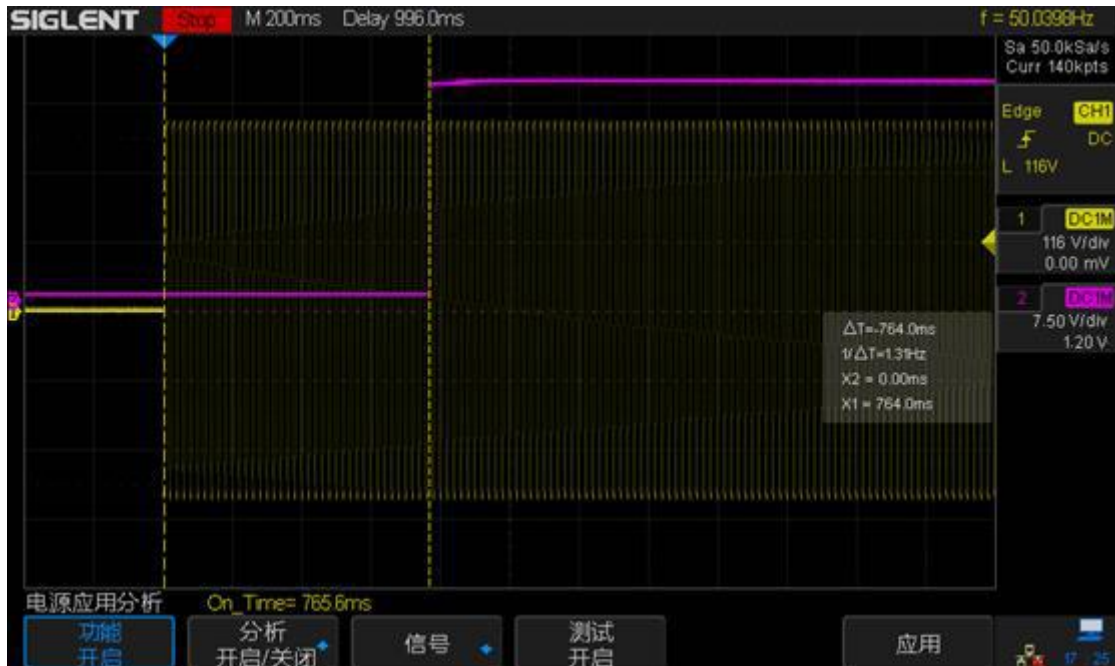 SIGLENT Stop M 200ms Delay 996.0ms f = 50.0398Hz
Sa 50.0kSa/s
Curr 140kpts
Edge CH1
DC
L 116V
1 DC1M
116 V/div
0.00 mV
2 DC1M
7.50 V/div
1.20 V
ΔT=-764.0ms
1/ΔT=1.31Hz
X2 = 0.00ms
X1 = 764.0ms
电源应用分析 On_Time= 765.6ms
功能
开启
分析
开启/关闭
信号
测试
开启
应用